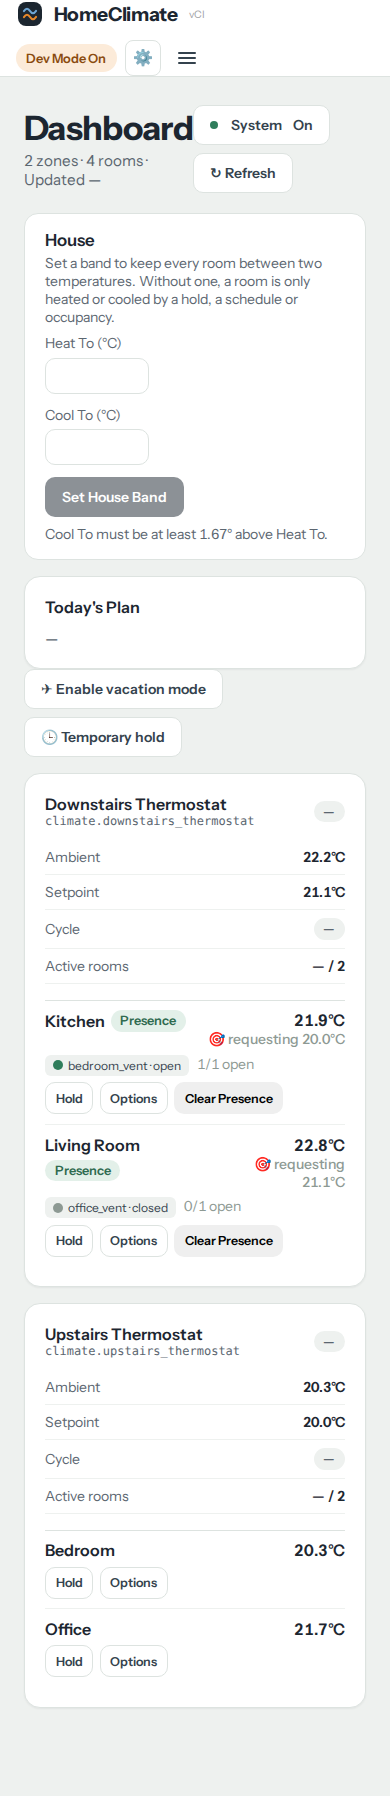 HomeClimate vCI
Dev Mode On
Dashboard
System On
2 zones · 4 rooms ·
Updated —
↻ Refresh
House
Set a band to keep every room between two
temperatures. Without one, a room is only
heated or cooled by a hold, a schedule or
occupancy.
Heat To (°C)
Cool To (°C)
Set House Band
Cool To must be at least 1.67° above Heat To.
Today's Plan
—
✈ Enable vacation mode
🕒 Temporary hold
Downstairs Thermostat —
climate.downstairs_thermostat
Ambient 22.2°C
Setpoint 21.1°C
Cycle —
Active rooms — / 2
Kitchen Presence 21.9°C
🎯 requesting 20.0°C
bedroom_vent · open 1/1 open
Hold Options Clear Presence
Living Room 22.8°C
Presence 🎯 requesting
21.1°C
office_vent · closed 0/1 open
Hold Options Clear Presence
Upstairs Thermostat —
climate.upstairs_thermostat
Ambient 20.3°C
Setpoint 20.0°C
Cycle —
Active rooms — / 2
Bedroom 20.3°C
Hold Options
Office 21.7°C
Hold Options